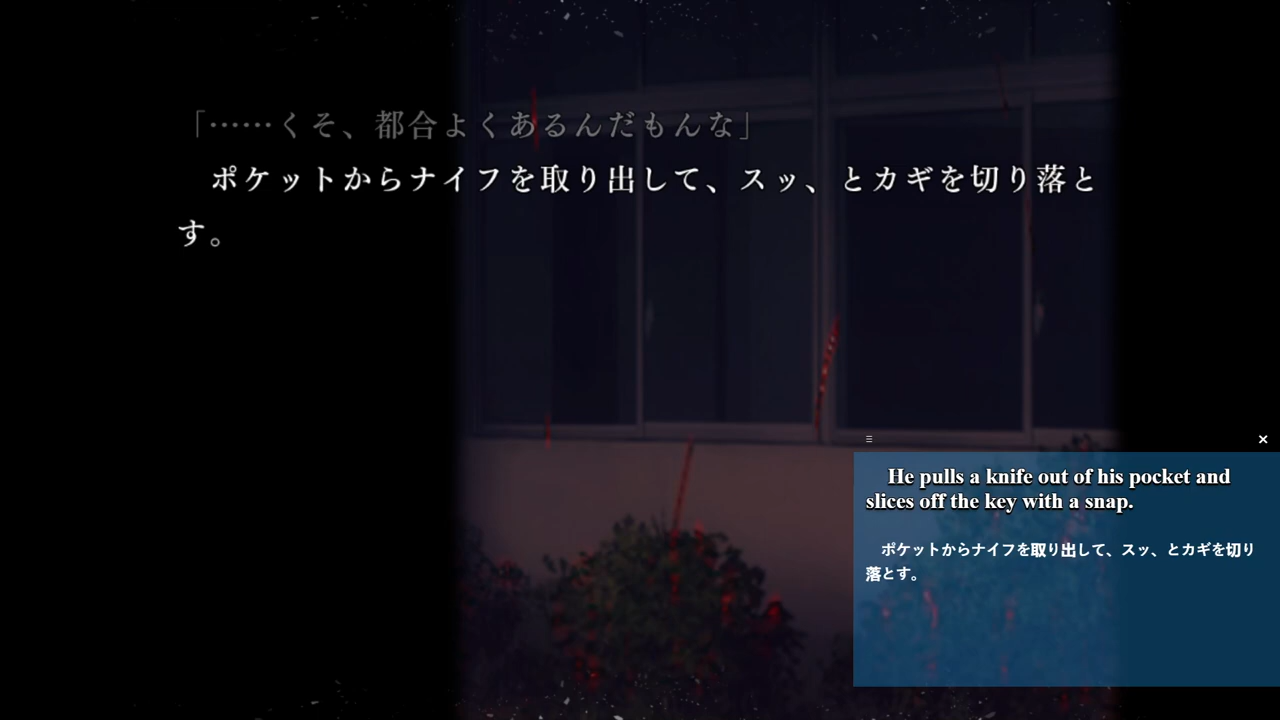 「……くそ、都合よくあるんだもんな」
ポケットからナイフを取り出して、スッ、とカギを切り落と
す。
☰ ×
He pulls a knife out of his pocket and
slices off the key with a snap.
ポケットからナイフを取り出して、スッ、とカギを切り
落とす。